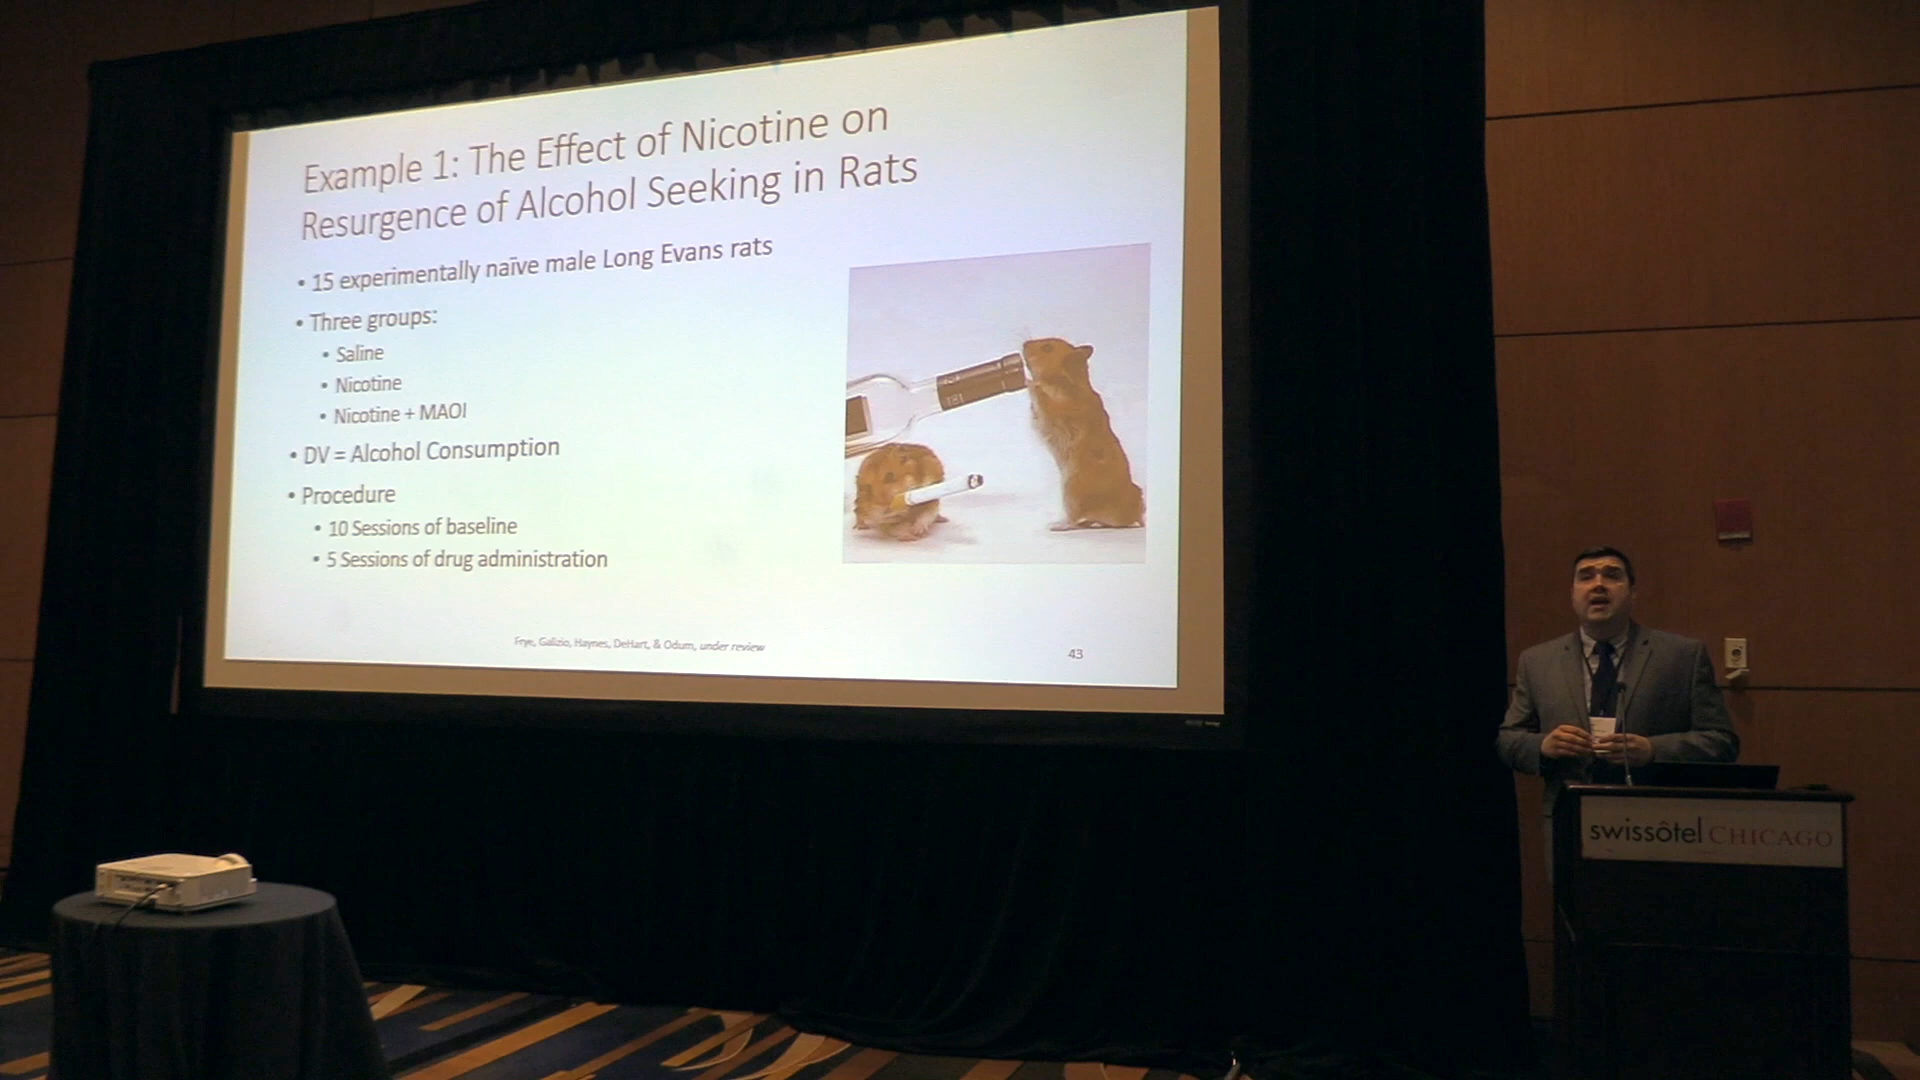 Example 1: The Effect of Nicotine on
Resurgence of Alcohol Seeking in Rats
• 15 experimentally naïve male Long Evans rats
• Three groups:
• Saline
• Nicotine
• Nicotine + MAOI
• DV = Alcohol Consumption
• Procedure
• 10 Sessions of baseline
• 5 Sessions of drug administration
Frye, Galizio, Haynes, DeHart, & Odum, under review
43
swissôtel CHICAGO